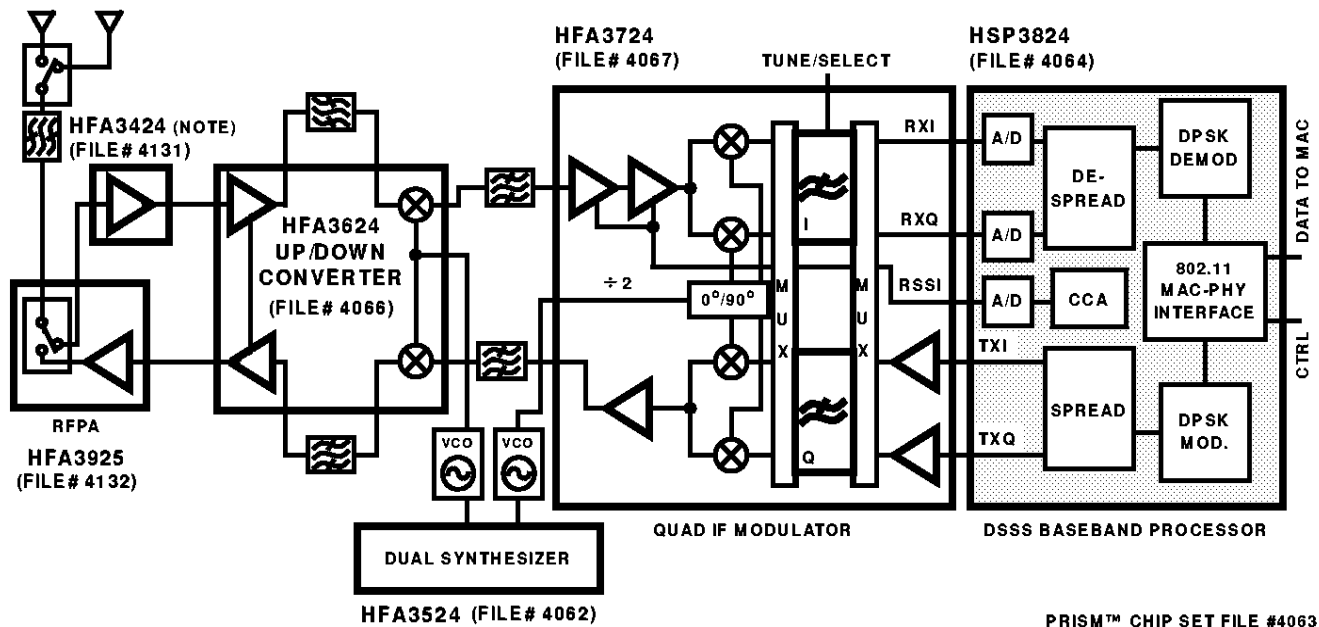 HFA3424 (NOTE)
(FILE# 4131)
HFA3624
UP/DOWN
CONVERTER
(FILE# 4066)
RFPA
HFA3925
(FILE# 4132)
VCO
VCO
DUAL SYNTHESIZER
HFA3524 (FILE# 4062)
HFA3724
(FILE# 4067)
TUNE/SELECT
÷2
0°/90°
MUX
I
Q
MUX
RXI
RXQ
RSSI
TXI
TXQ
QUAD IF MODULATOR
HSP3824
(FILE# 4064)
A/D
A/D
A/D
DE-
SPREAD
CCA
SPREAD
DPSK
DEMOD
802.11
MAC-PHY
INTERFACE
DPSK
MOD.
DATA TO MAC
CTRL
DSSS BASEBAND PROCESSOR
PRISM™ CHIP SET FILE #4063